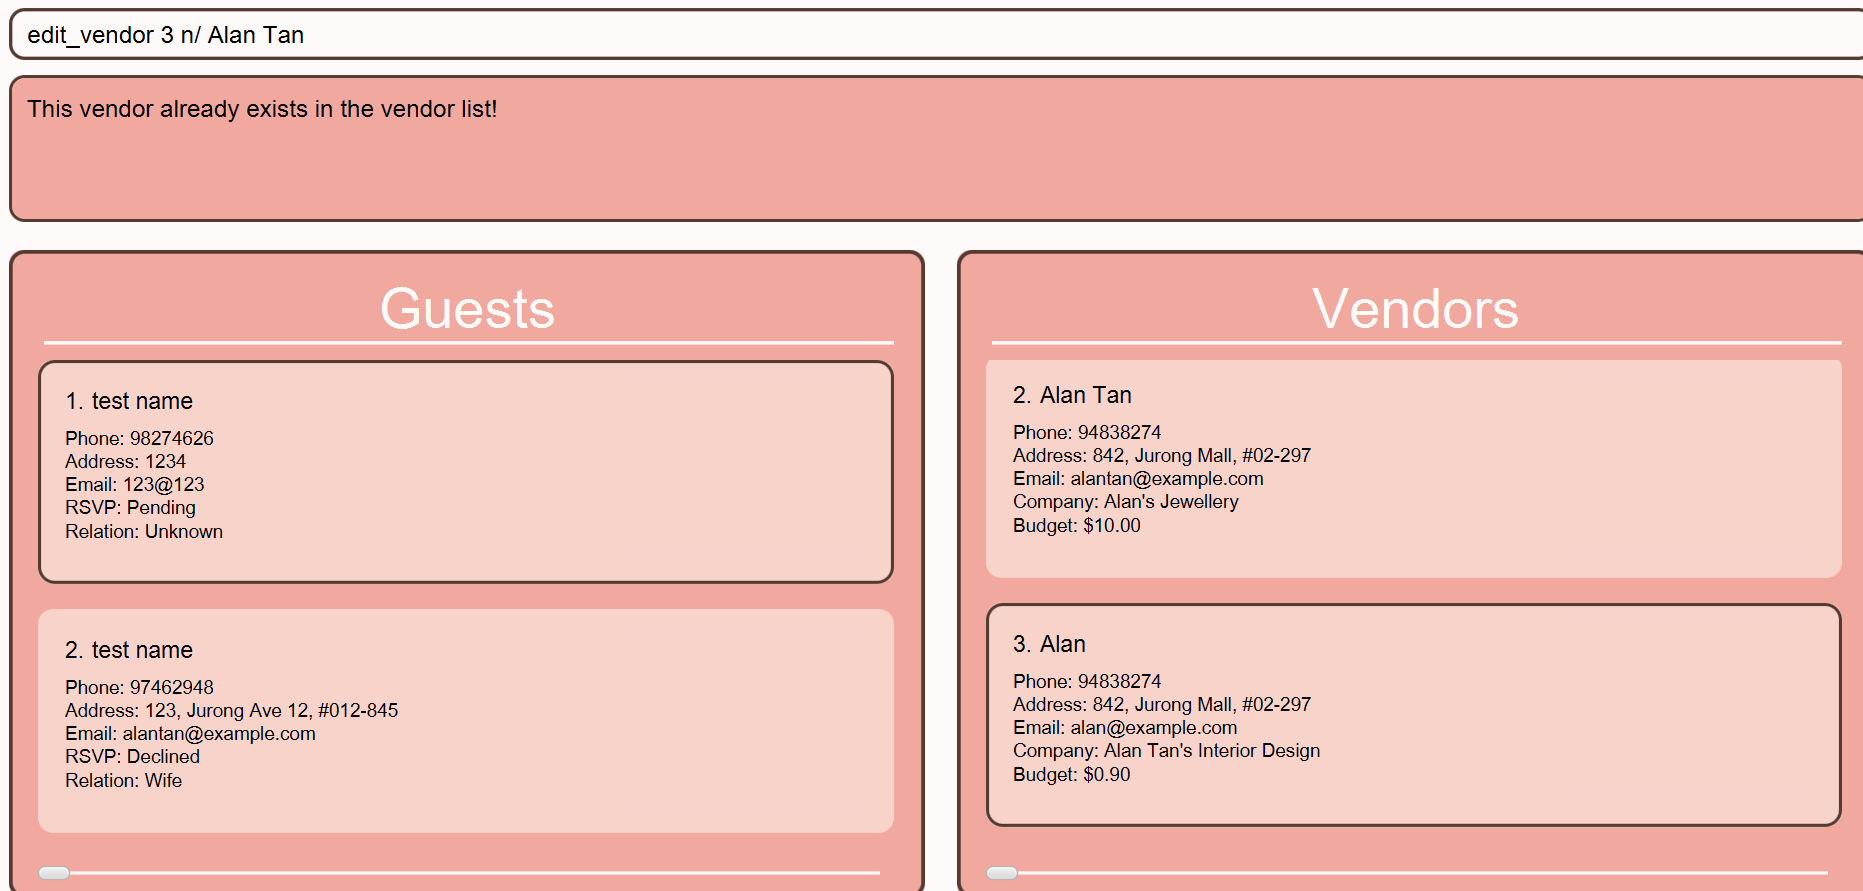 edit_vendor 3 n/ Alan Tan
This vendor already exists in the vendor list!
Guests
1. test name
Phone: 98274626
Address: 1234
Email: 123@123
RSVP: Pending
Relation: Unknown
2. test name
Phone: 97462948
Address: 123, Jurong Ave 12, #012-845
Email: alantan@example.com
RSVP: Declined
Relation: Wife
Vendors
2. Alan Tan
Phone: 94838274
Address: 842, Jurong Mall, #02-297
Email: alantan@example.com
Company: Alan's Jewellery
Budget: $10.00
3. Alan
Phone: 94838274
Address: 842, Jurong Mall, #02-297
Email: alan@example.com
Company: Alan Tan's Interior Design
Budget: $0.90